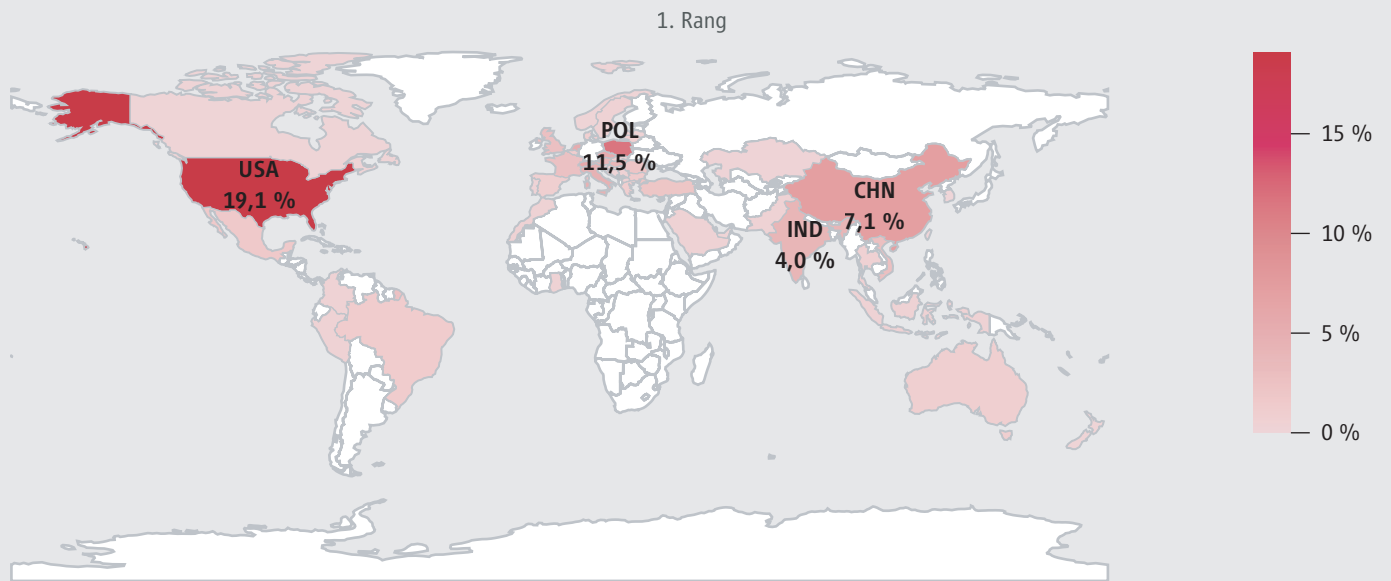 1. Rang
USA
19,1 %
POL
11,5 %
CHN
7,1 %
IND
4,0 %
15 %
10 %
5 %
0 %